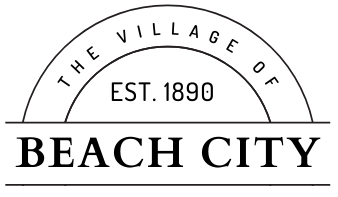 THE VILLAGE OF
EST. 1890
BEACH CITY